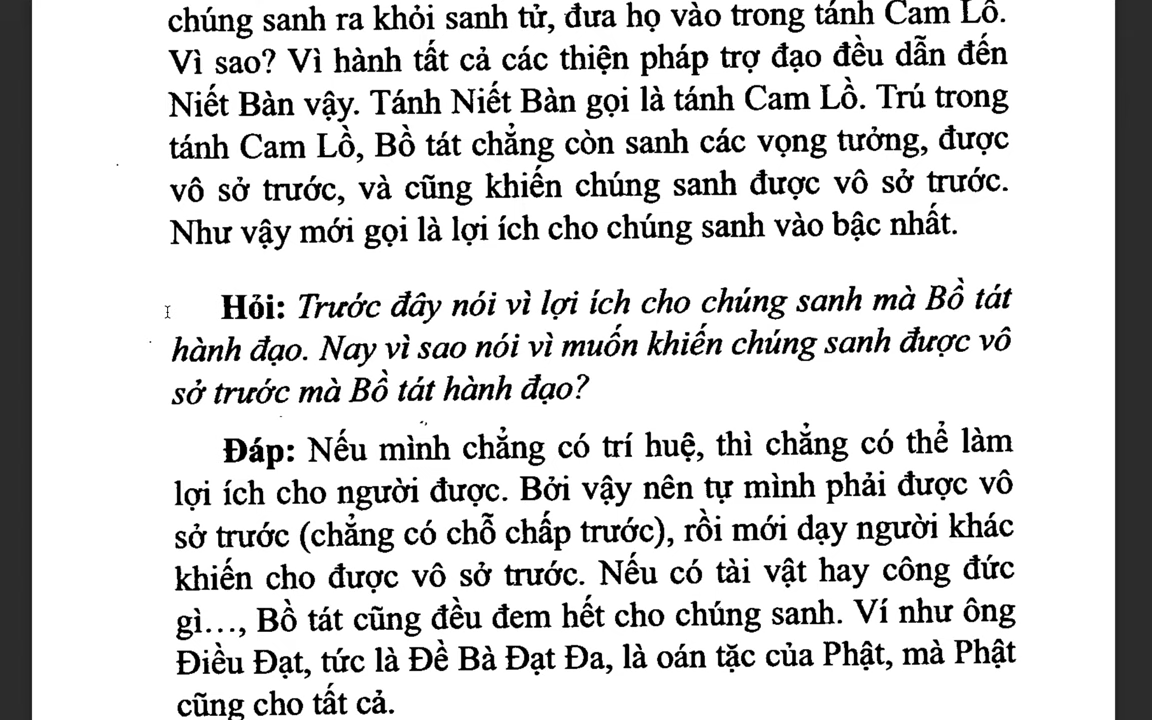 chúng sanh ra khỏi sanh tử, đưa họ vào trong tánh Cam Lồ.
Vì sao? Vì hành tất cả các thiện pháp trợ đạo đều dẫn đến
Niết Bàn vậy. Tánh Niết Bàn gọi là tánh Cam Lồ. Trú trong
tánh Cam Lồ, Bồ tát chẳng còn sanh các vọng tưởng, được
vô sở trước, và cũng khiến chúng sanh được vô sở trước.
Như vậy mới gọi là lợi ích cho chúng sanh vào bậc nhất.
Hỏi: Trước đây nói vì lợi ích cho chúng sanh mà Bồ tát
hành đạo. Nay vì sao nói vì muốn khiến chúng sanh được vô
sở trước mà Bồ tát hành đạo?
Đáp: Nếu mình chẳng có trí huệ, thì chẳng có thể làm
lợi ích cho người được. Bởi vậy nên tự mình phải được vô
sở trước (chẳng có chỗ chấp trước), rồi mới dạy người khác
khiến cho được vô sở trước. Nếu có tài vật hay công đức
gì..., Bồ tát cũng đều đem hết cho chúng sanh. Ví như ông
Điều Đạt, tức là Đề Bà Đạt Đa, là oán tặc của Phật, mà Phật
cũng cho tất cả.